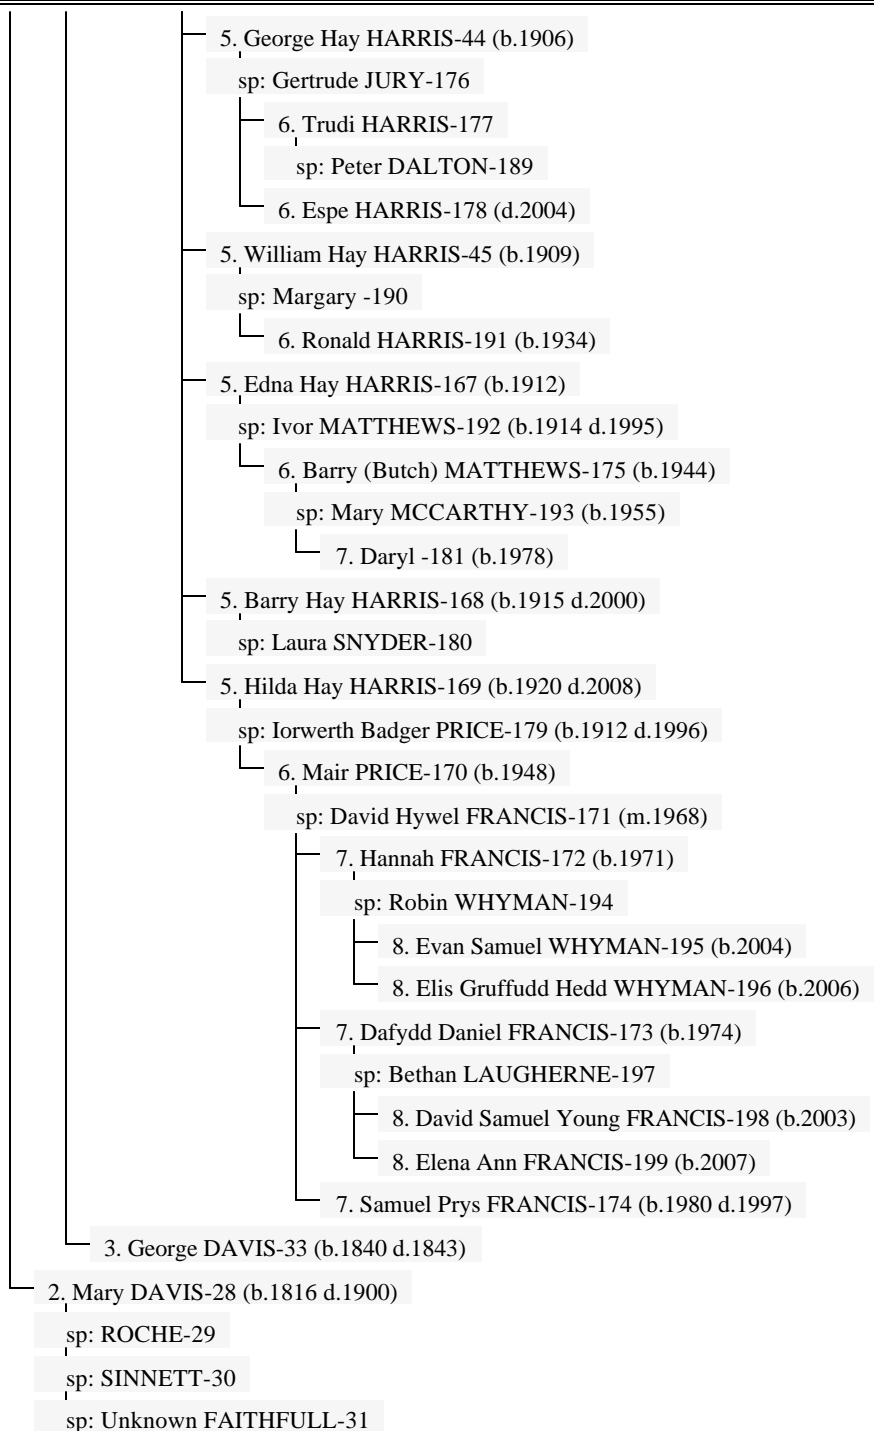 5. George Hay HARRIS-44 (b.1906)
sp: Gertrude JURY-176
6. Trudi HARRIS-177
sp: Peter DALTON-189
6. Espe HARRIS-178 (d.2004)
5. William Hay HARRIS-45 (b.1909)
sp: Margary -190
6. Ronald HARRIS-191 (b.1934)
5. Edna Hay HARRIS-167 (b.1912)
sp: Ivor MATTHEWS-192 (b.1914 d.1995)
6. Barry (Butch) MATTHEWS-175 (b.1944)
sp: Mary MCCARTHY-193 (b.1955)
7. Daryl -181 (b.1978)
5. Barry Hay HARRIS-168 (b.1915 d.2000)
sp: Laura SNYDER-180
5. Hilda Hay HARRIS-169 (b.1920 d.2008)
sp: Iorwerth Badger PRICE-179 (b.1912 d.1996)
6. Mair PRICE-170 (b.1948)
sp: David Hywel FRANCIS-171 (m.1968)
7. Hannah FRANCIS-172 (b.1971)
sp: Robin WHYMAN-194
8. Evan Samuel WHYMAN-195 (b.2004)
8. Elis Gruffudd Hedd WHYMAN-196 (b.2006)
7. Dafydd Daniel FRANCIS-173 (b.1974)
sp: Bethan LAUGHERNE-197
8. David Samuel Young FRANCIS-198 (b.2003)
8. Elena Ann FRANCIS-199 (b.2007)
7. Samuel Prys FRANCIS-174 (b.1980 d.1997)
3. George DAVIS-33 (b.1840 d.1843)
2. Mary DAVIS-28 (b.1816 d.1900)
sp: ROCHE-29
sp: SINNETT-30
sp: Unknown FAITHFULL-31